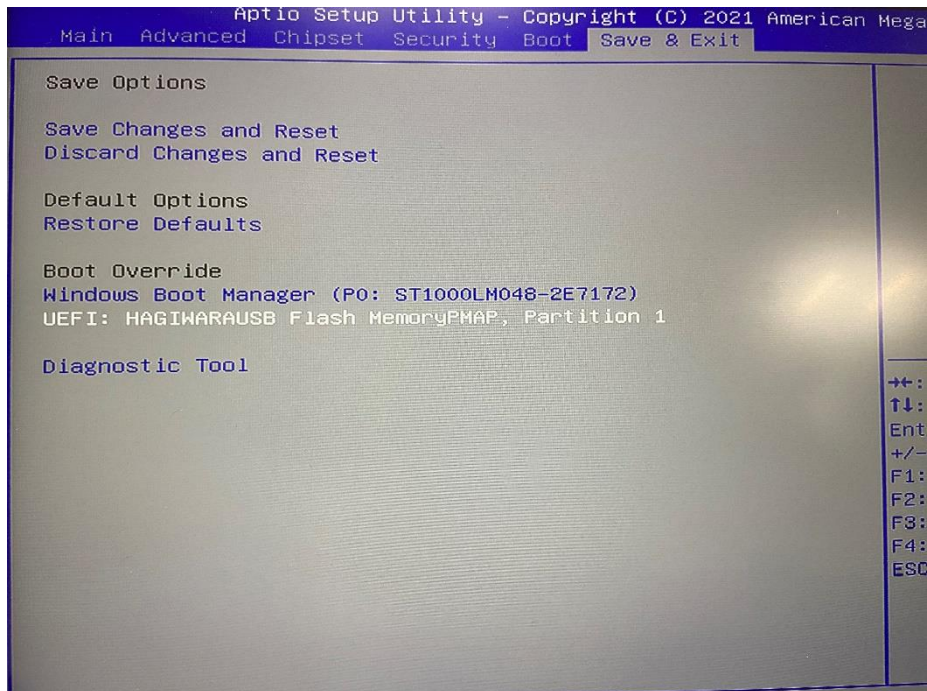 Aptio Setup Utility – Copyright (C) 2021 American Mega
Main Advanced Chipset Security Boot Save & Exit
Save Options
Save Changes and Reset
Discard Changes and Reset
Default Options
Restore Defaults
Boot Override
Windows Boot Manager (P0: ST1000LM048-2E7172)
UEFI: HAGIWARAUSB Flash MemoryPMAP, Partition 1
Diagnostic Tool
→←:
↑↓:
Ent
+/-
F1:
F2:
F3:
F4:
ESC